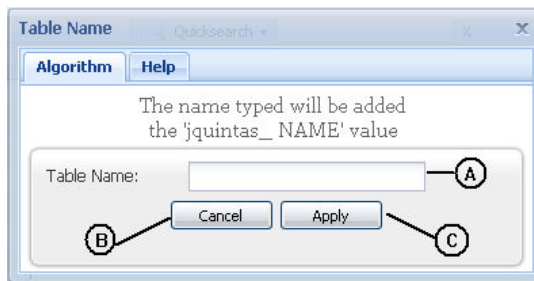 Table Name
Quicksearch
x
x
Algorithm
Help
The name typed will be added
the 'jquintas_ NAME' value
Table Name:
A
Cancel
Apply
B
C